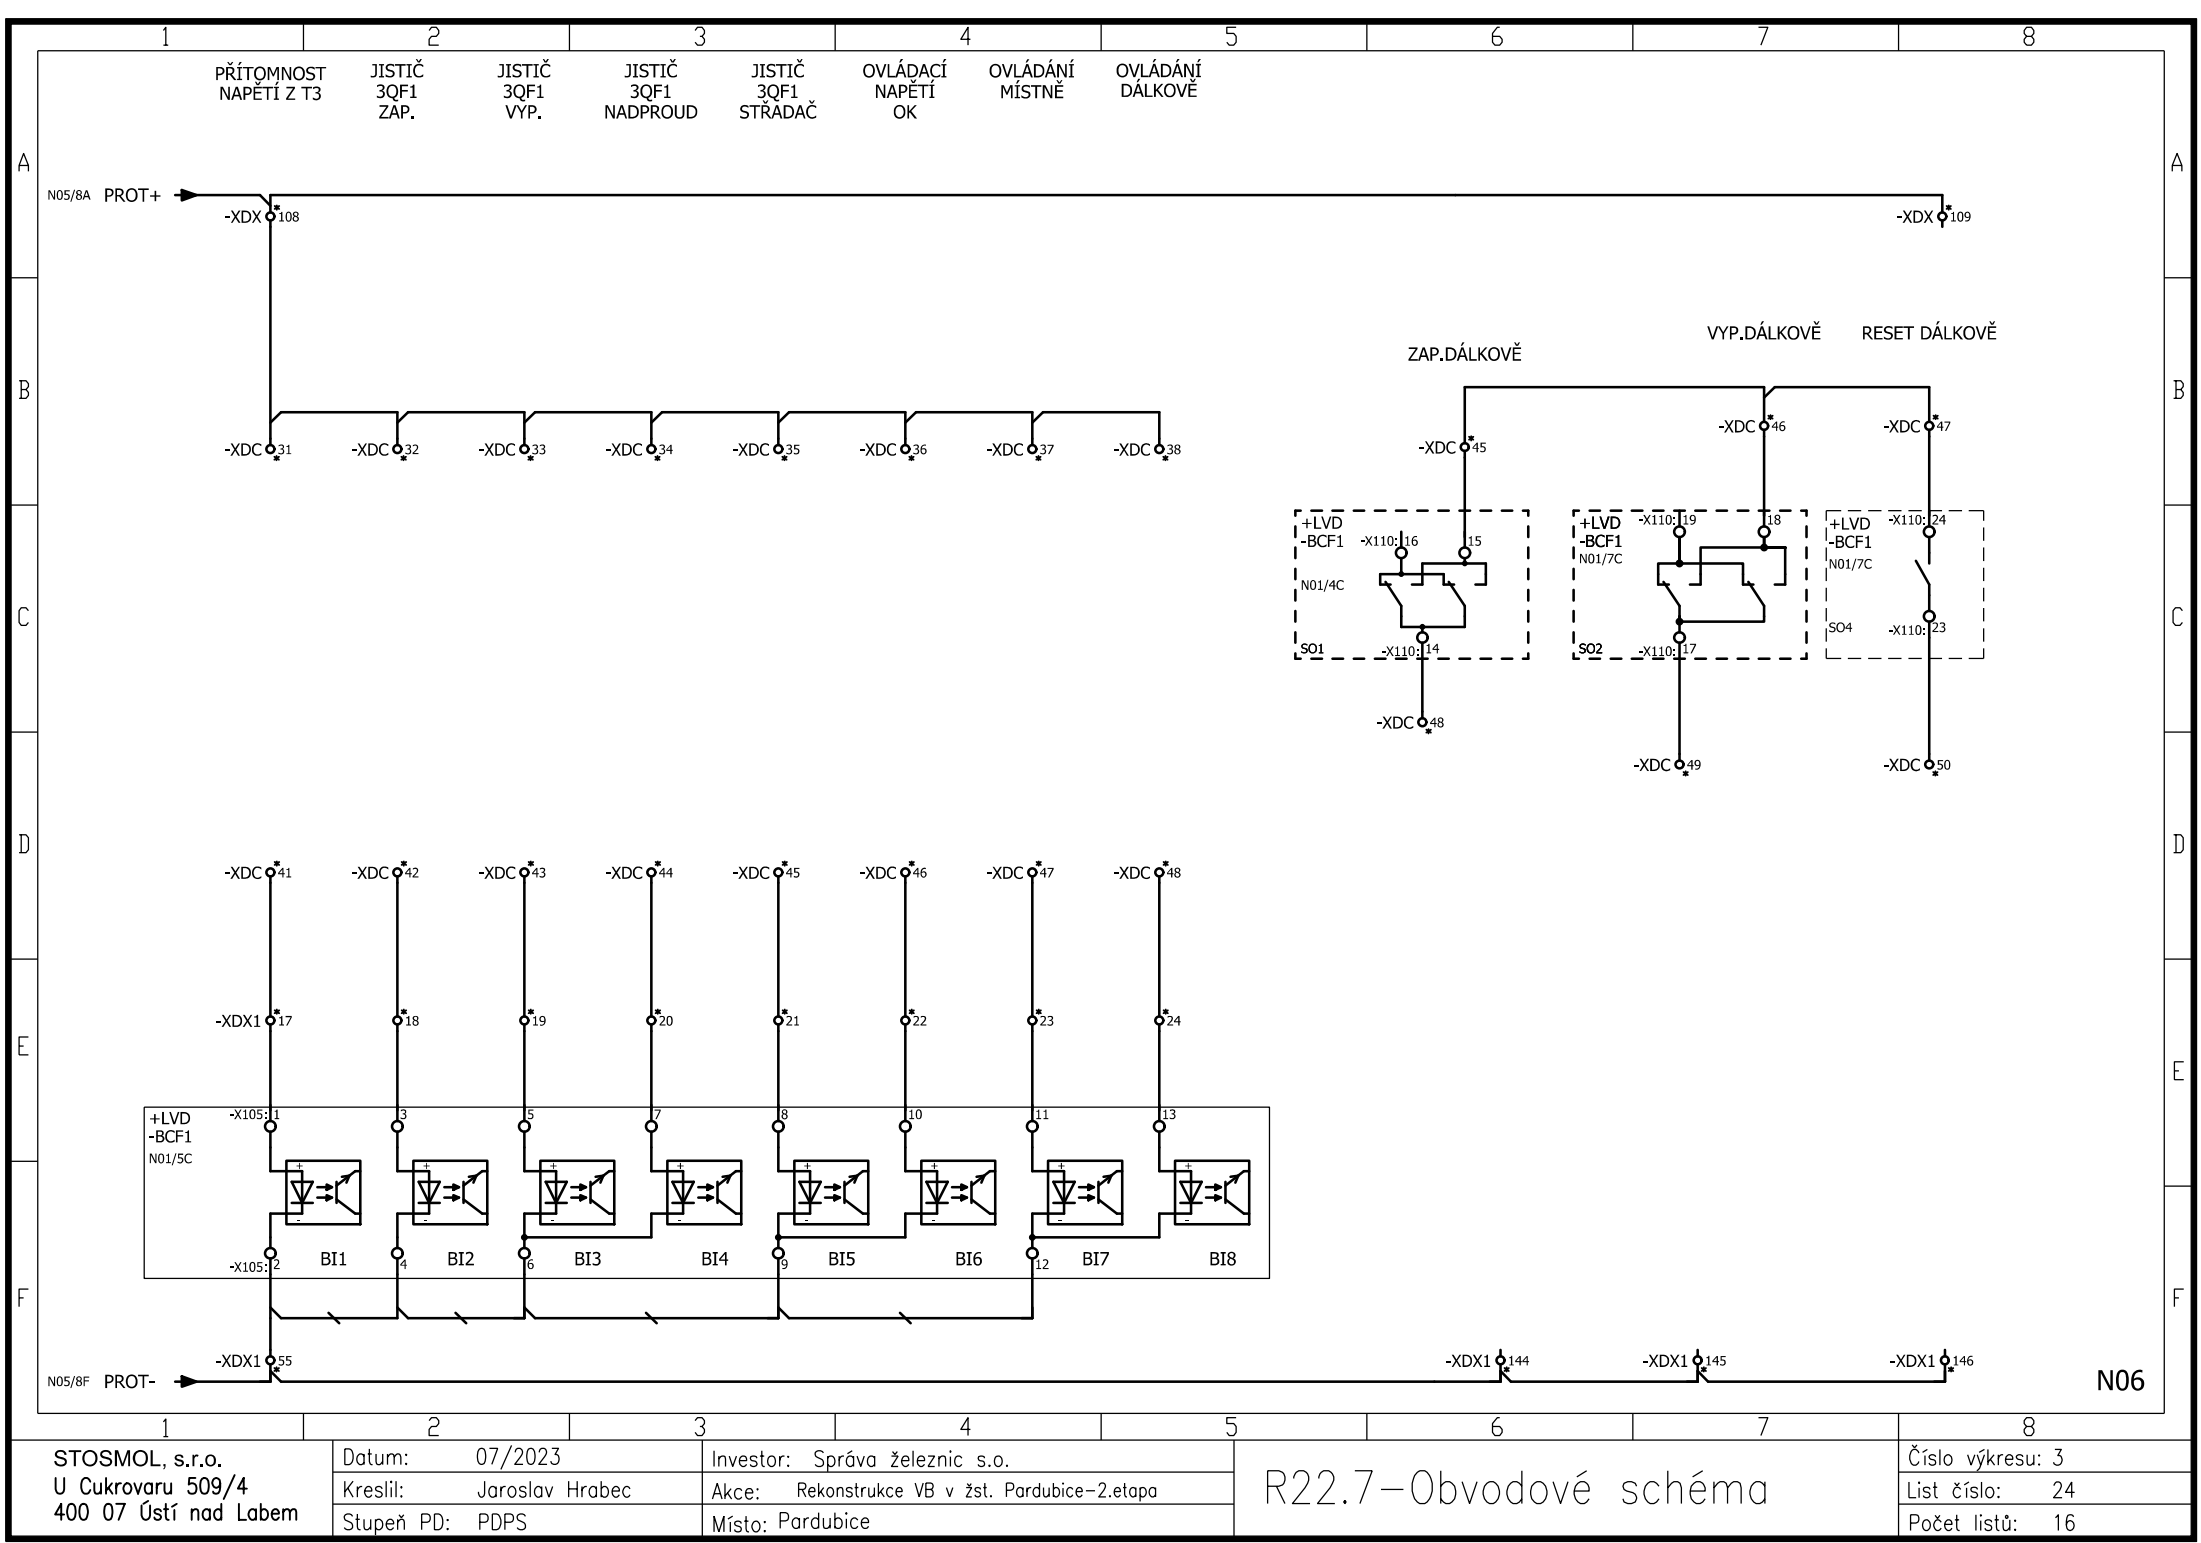 1 2 3 4 5 6 7 8
PŘÍTOMNOST
NAPĚTÍ Z T3
JISTIČ
3QF1
ZAP.
JISTIČ
3QF1
VYP.
JISTIČ
3QF1
NADPROUD
JISTIČ
3QF1
STŘADAČ
OVLÁDACÍ
NAPĚTÍ
OK
OVLÁDÁNÍ
MÍSTNĚ
OVLÁDÁNÍ
DÁLKOVĚ
A A
N05/8A PROT+
-XDX 108*
-XDX 109*
VYP.DÁLKOVĚ RESET DÁLKOVĚ
ZAP.DÁLKOVĚ
B B
-XDC 46* -XDC 47*
-XDC 45*
-XDC 31* -XDC 32* -XDC 33* -XDC 34* -XDC 35* -XDC 36* -XDC 37* -XDC 38*
+LVD
-BCF1
N01/4C
-X110: 16 15
SO1
-X110: 14
+LVD
-BCF1
N01/7C
-X110: 19 18
SO2
-X110: 17
+LVD
-BCF1
N01/7C
-X110: 24
SO4
-X110: 23
C C
-XDC 48*
-XDC 49* -XDC 50*
D D
-XDC 41* -XDC 42* -XDC 43* -XDC 44* -XDC 45* -XDC 46* -XDC 47* -XDC 48*
-XDX1 17* 18* 19* 20* 21* 22* 23* 24*
E E
+LVD
-BCF1
N01/5C
-X105: 1 3 5 7 8 10 11 13
+ + + + + + + +
- - - - - - - -
BI1 BI2 BI3 BI4 BI5 BI6 BI7 BI8
-X105: 2 4 6 9 12
F F
-XDX1 55* -XDX1 144* -XDX1 145* -XDX1 146*
N05/8F PROT-
N06
1 2 3 4 5 6 7 8
STOSMOL, s.r.o.
U Cukrovaru 509/4
400 07 Ústí nad Labem
Datum: 07/2023
Kreslil: Jaroslav Hrabec
Stupeň PD: PDPS
Investor: Správa železnic s.o.
Akce: Rekonstrukce VB v žst. Pardubice-2.etapa
Místo: Pardubice
R22.7-Obvodové schéma
Číslo výkresu: 3
List číslo: 24
Počet listů: 16